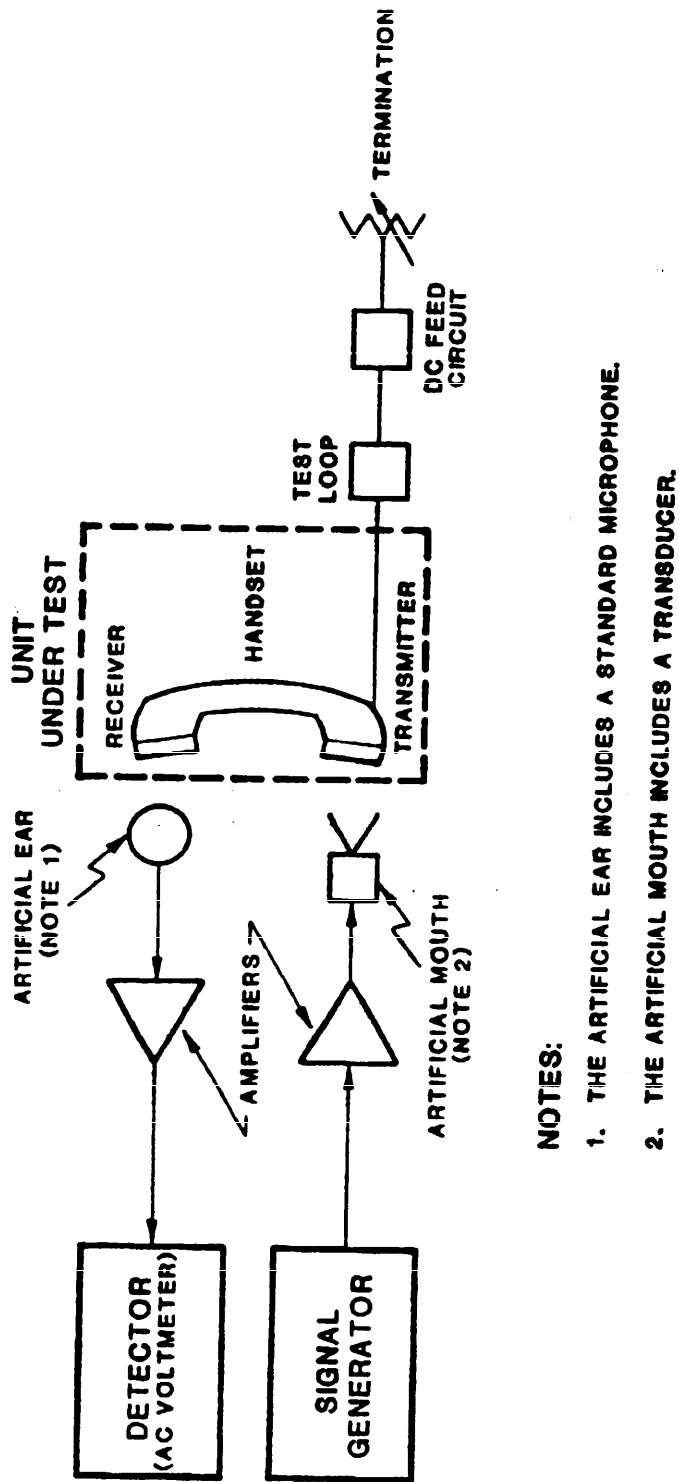 UNIT
UNDER TEST
RECEIVER
HANDSET
TRANSMITTER
ARTIFICIAL EAR
(NOTE 1)
AMPLIFIERS
ARTIFICIAL MOUTH
(NOTE 2)
DETECTOR
(AC VOLTMETER)
SIGNAL
GENERATOR
TEST
LOOP
DC FEED
CIRCUIT
TERMINATION
NOTES:
1. THE ARTIFICIAL EAR INCLUDES A STANDARD MICROPHONE.
2. THE ARTIFICIAL MOUTH INCLUDES A TRANSDUCER.